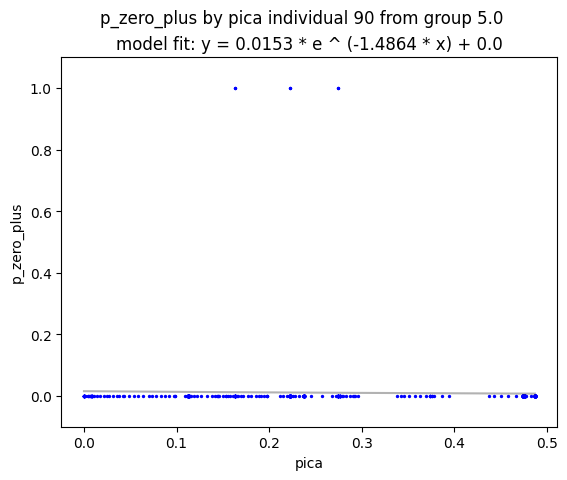 p_zero_plus by pica individual 90 from group 5.0
model fit: y = 0.0153 * e ^ (-1.4864 * x) + 0.0
1.0
0.8
0.6
0.4
0.2
0.0
p_zero_plus
0.0 0.1 0.2 0.3 0.4 0.5
pica